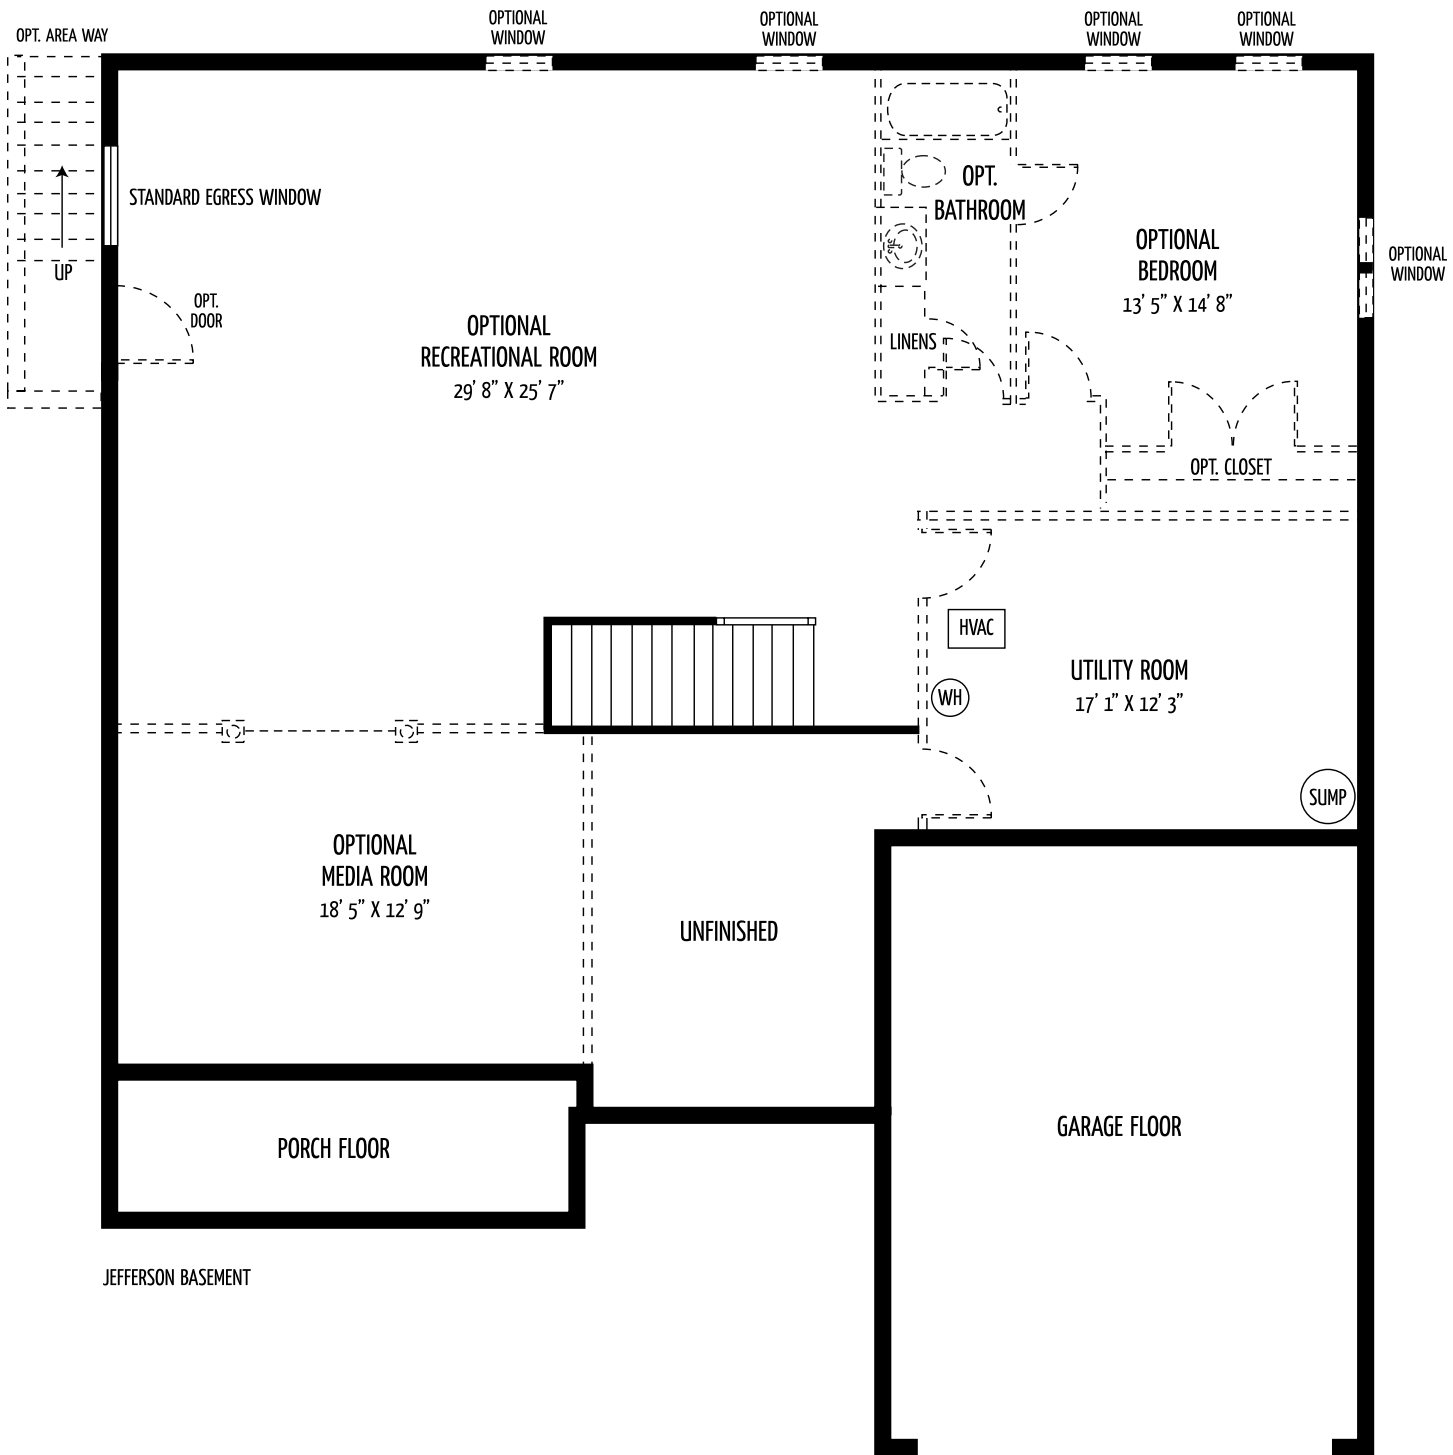 OPT. AREA WAY
OPTIONAL
WINDOW
OPTIONAL
WINDOW
OPTIONAL
WINDOW
OPTIONAL
WINDOW
STANDARD EGRESS WINDOW
UP
OPT.
DOOR
OPTIONAL
RECREATIONAL ROOM
29' 8" X 25' 7"
OPT.
BATHROOM
LINENS
OPTIONAL
BEDROOM
13' 5" X 14' 8"
OPTIONAL
WINDOW
OPT. CLOSET
HVAC
WH
UTILITY ROOM
17' 1" X 12' 3"
SUMP
OPTIONAL
MEDIA ROOM
18' 5" X 12' 9"
UNFINISHED
PORCH FLOOR
GARAGE FLOOR
JEFFERSON BASEMENT